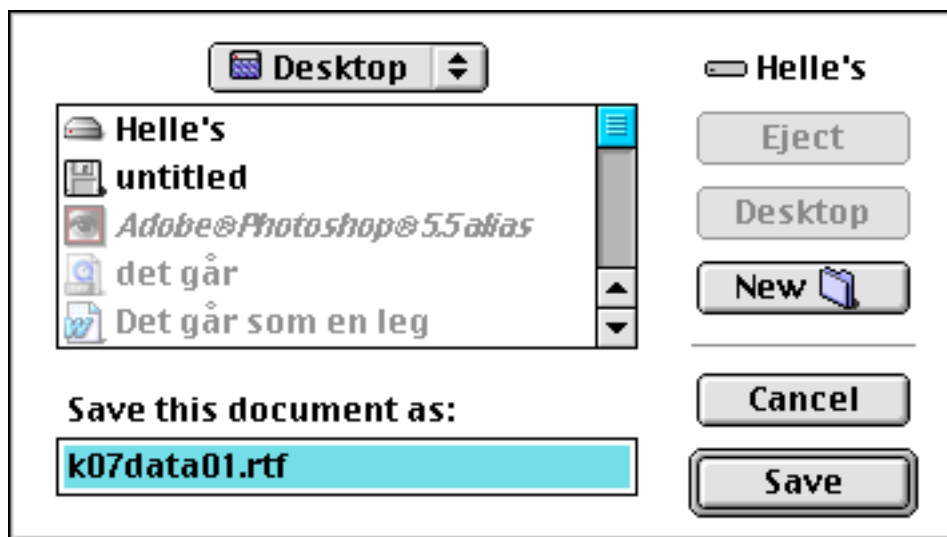 Desktop
Helle's
untitled
Adobe®Photoshop®5.5 alias
det går
Det går som en leg
Save this document as:
k07data01.rtf
Helle's
Eject
Desktop
New
Cancel
Save